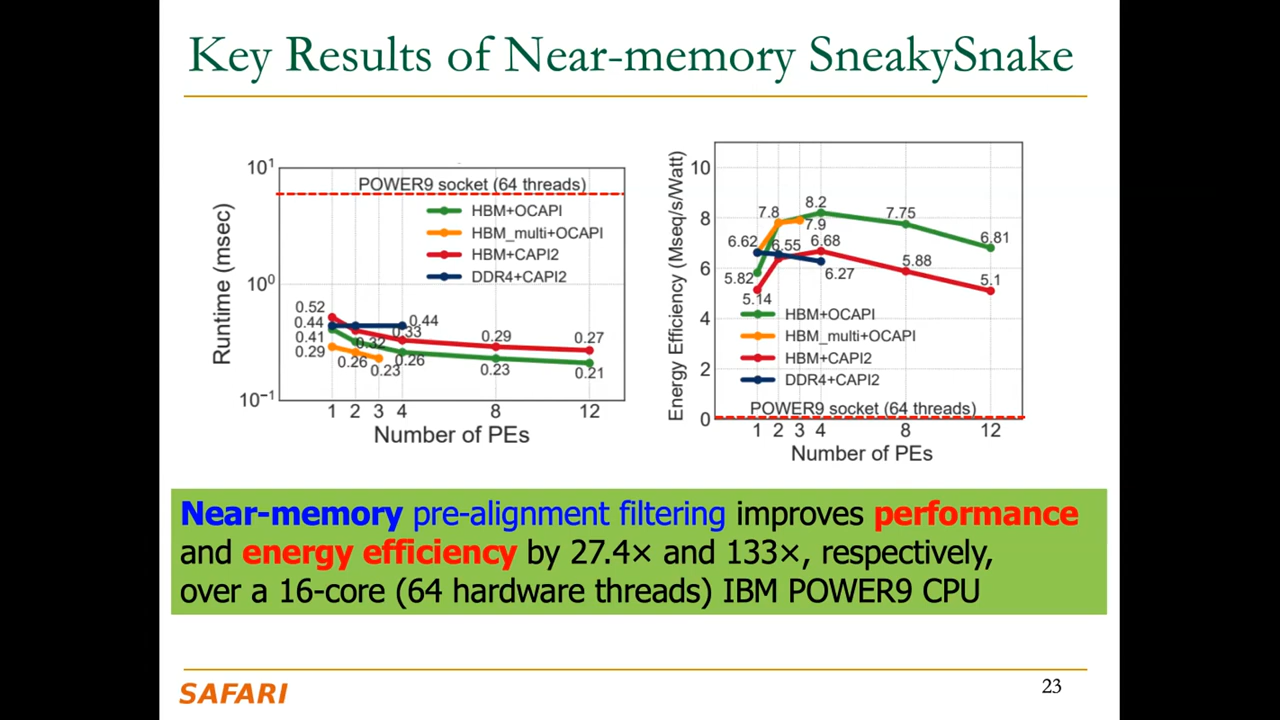 Key Results of Near-memory SneakySnake
10¹
10⁰
10⁻¹
Runtime (msec)
POWER9 socket (64 threads)
HBM+OCAPI
HBM_multi+OCAPI
HBM+CAPI2
DDR4+CAPI2
0.52
0.44
0.41
0.29
0.44
0.33
0.32
0.26
0.23
0.26
0.29
0.23
0.27
0.21
1 2 3 4 8 12
Number of PEs
Energy Efficiency (Mseq/s/Watt)
10
8
6
4
2
0
7.8
8.2
7.9
7.75
6.81
6.62
6.55
6.68
5.82
6.27
5.88
5.14
5.1
HBM+OCAPI
HBM_multi+OCAPI
HBM+CAPI2
DDR4+CAPI2
POWER9 socket (64 threads)
1 2 3 4 8 12
Number of PEs
Near-memory pre-alignment filtering improves performance
and energy efficiency by 27.4× and 133×, respectively,
over a 16-core (64 hardware threads) IBM POWER9 CPU
SAFARI
23